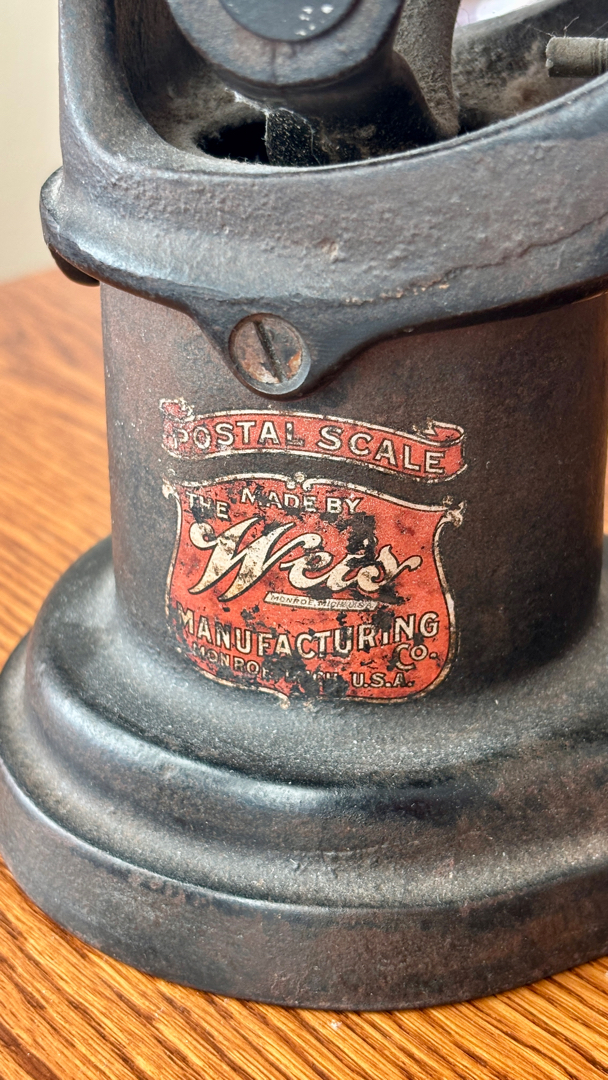 POSTAL SCALE
MADE BY
THE
Weis
MONROE, MICH. U.S.A.
MANUFACTURING
Co.
MONROE MICH U.S.A.